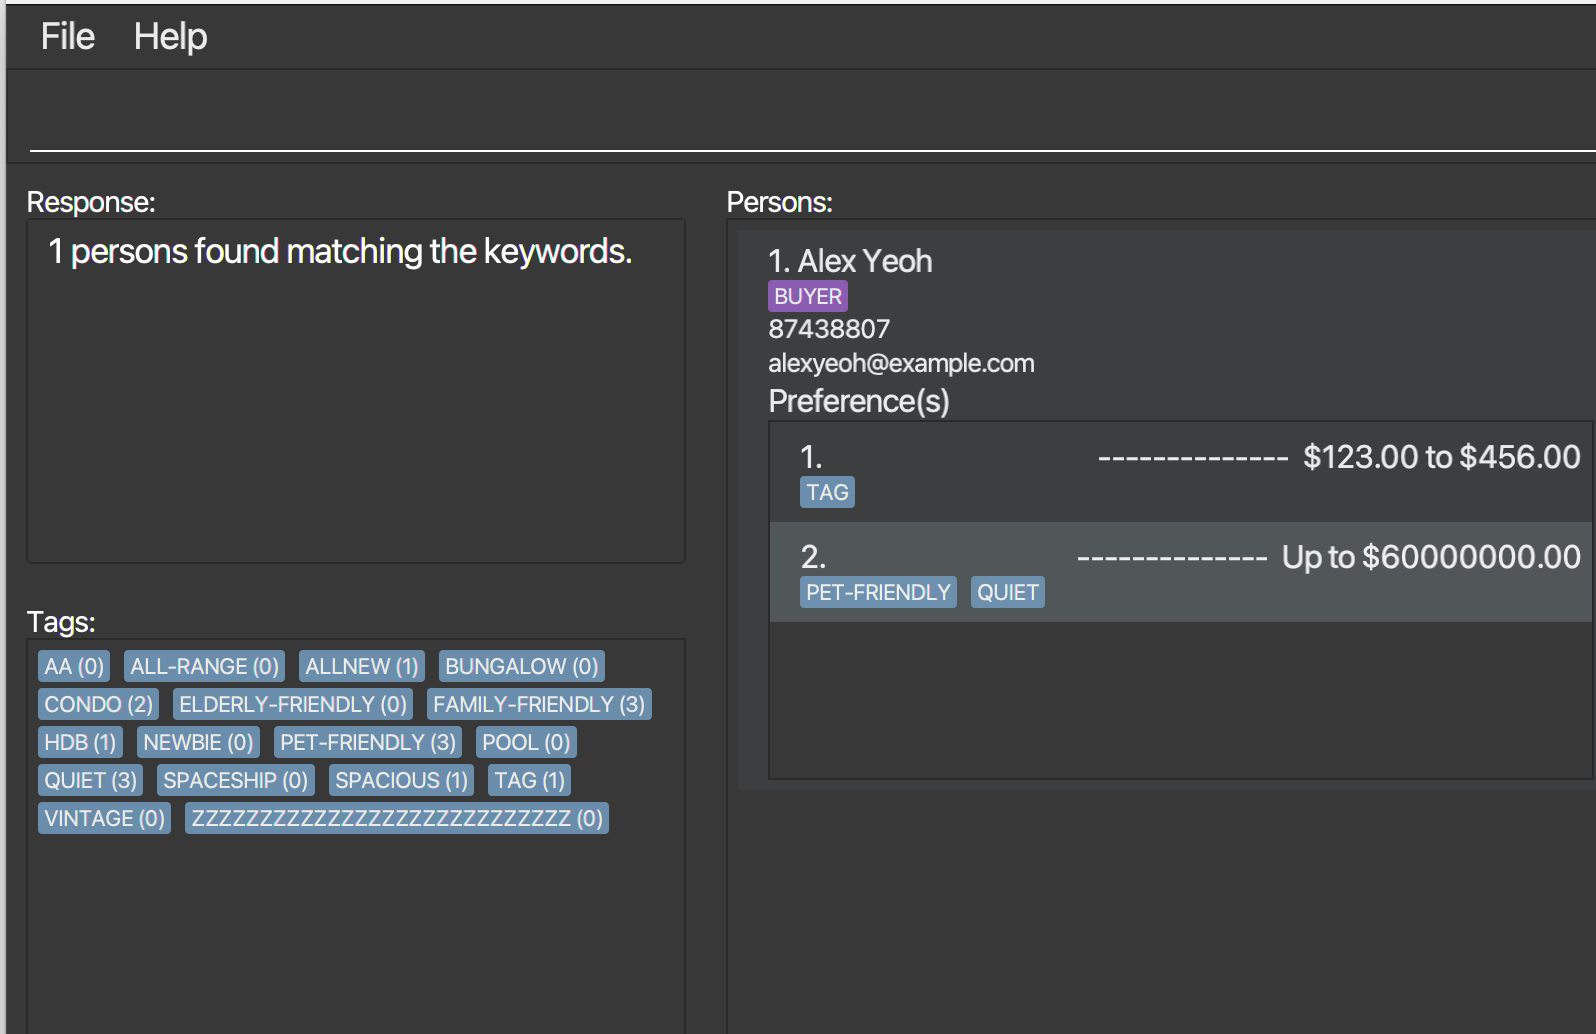 File Help
Response:
1 persons found matching the keywords.
Tags:
AA (0) ALL-RANGE (0) ALLNEW (1) BUNGALOW (0)
CONDO (2) ELDERLY-FRIENDLY (0) FAMILY-FRIENDLY (3)
HDB (1) NEWBIE (0) PET-FRIENDLY (3) POOL (0)
QUIET (3) SPACESHIP (0) SPACIOUS (1) TAG (1)
VINTAGE (0) ZZZZZZZZZZZZZZZZZZZZZZZZZZZZ (0)
Persons:
1. Alex Yeoh
BUYER
87438807
alexyeoh@example.com
Preference(s)
1. -------------- $123.00 to $456.00
TAG
2. -------------- Up to $60000000.00
PET-FRIENDLY QUIET